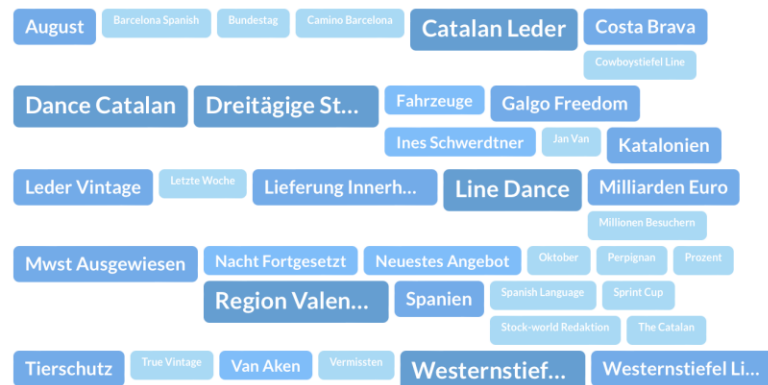 August Barcelona Spanish Bundestag Camino Barcelona Catalan Leder Costa Brava
Cowboystiefel Line
Dance Catalan Dreitägige St... Fahrzeuge Galgo Freedom
Ines Schwerdtner Jan Van Katalonien
Leder Vintage Letzte Woche Lieferung Innerh... Line Dance Milliarden Euro
Millionen Besuchern
Mwst Ausgewiesen Nacht Fortgesetzt Neuestes Angebot Oktober Perpignan Prozent
Region Valen... Spanien Spanish Language Sprint Cup
Stock-world Redaktion The Catalan
Tierschutz True Vintage Van Aken Vermissten Westernstief... Westernstiefel Li...